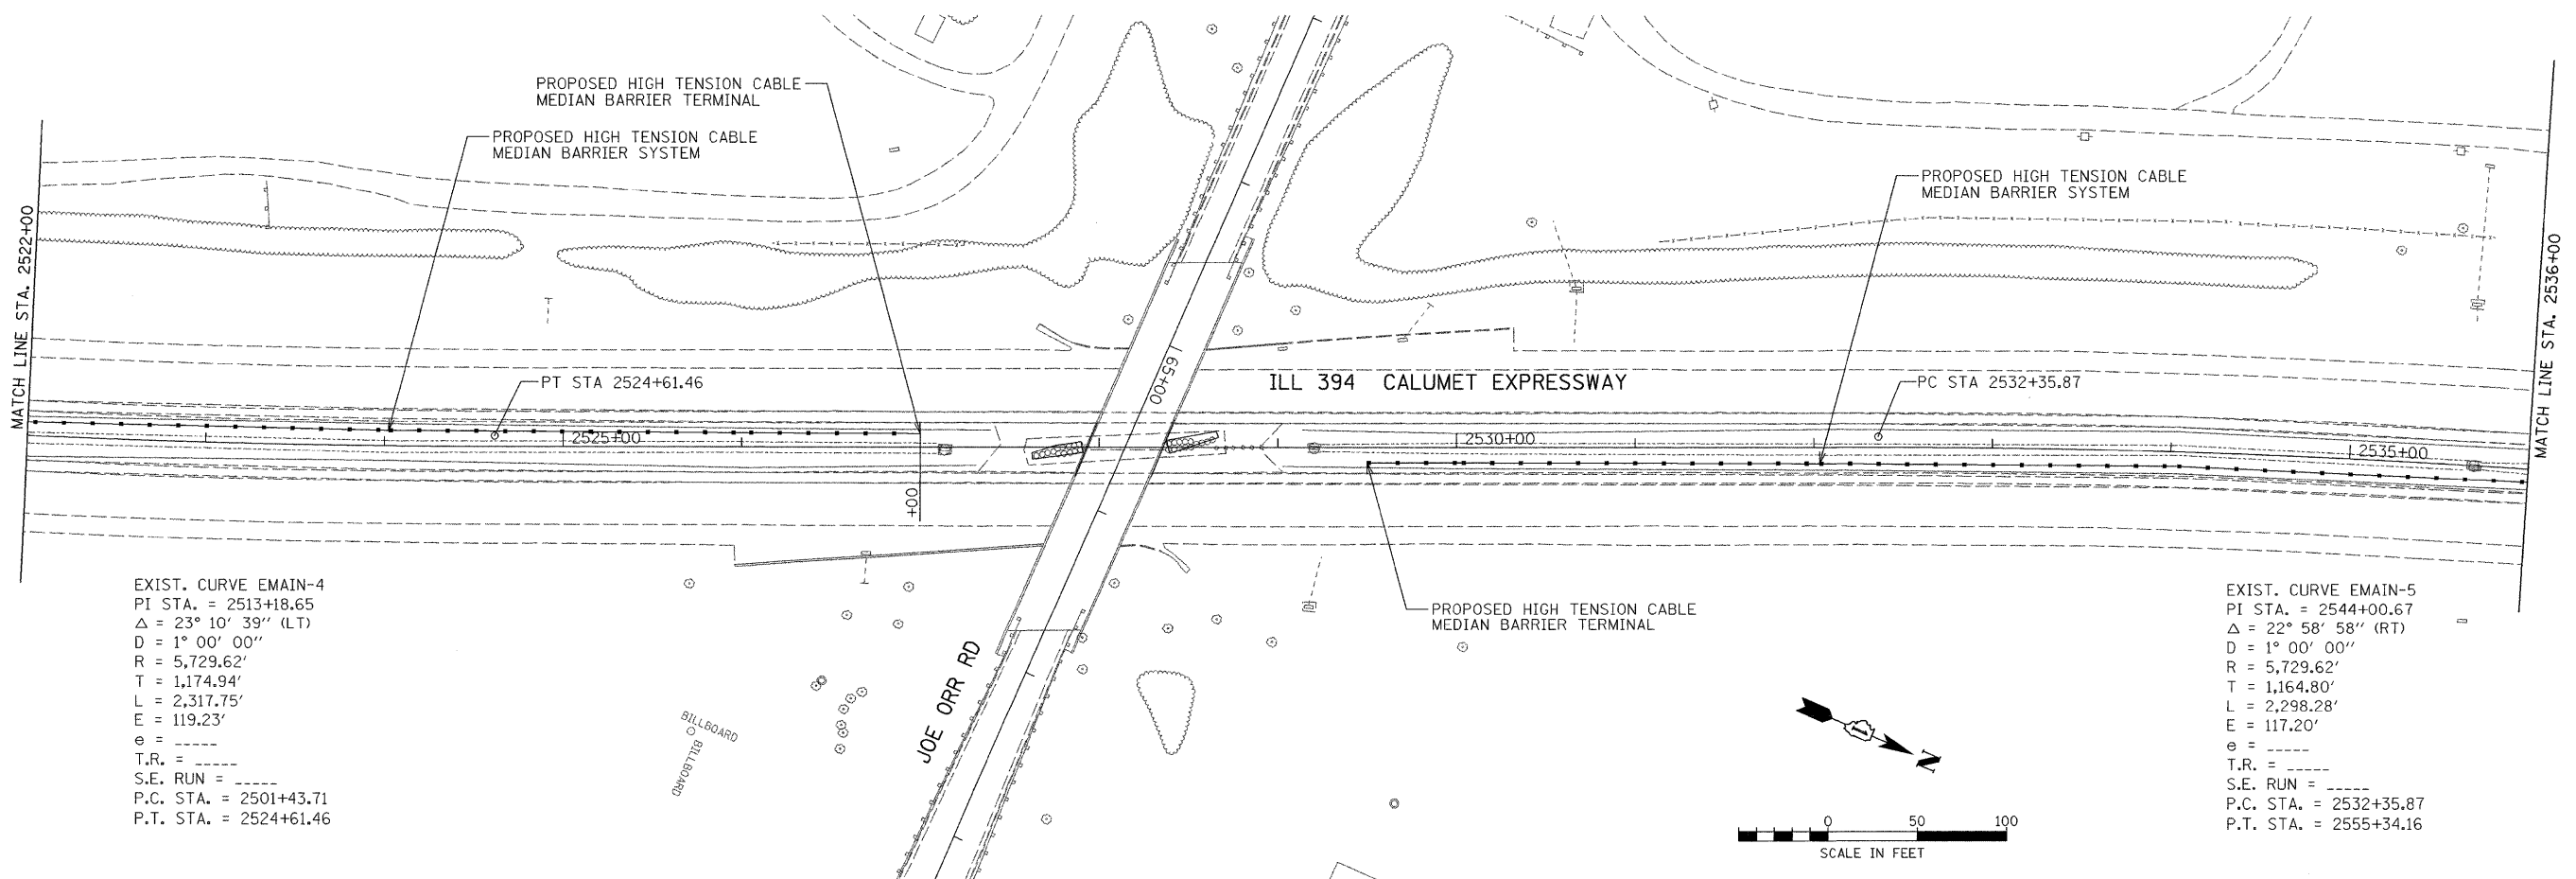 PROPOSED HIGH TENSION CABLE
MEDIAN BARRIER TERMINAL
PROPOSED HIGH TENSION CABLE
MEDIAN BARRIER SYSTEM
PROPOSED HIGH TENSION CABLE
MEDIAN BARRIER SYSTEM
MATCH LINE STA. 2522+00
MATCH LINE STA. 2536+00
PT STA 2524+61.46
65+00
ILL 394 CALUMET EXPRESSWAY
PC STA 2532+35.87
2525+00
2530+00
2535+00
+00
PROPOSED HIGH TENSION CABLE
MEDIAN BARRIER TERMINAL
JOE ORR RD
BILLBOARD
BILLBOARD
EXIST. CURVE EMAIN-4
PI STA. = 2513+18.65
Δ = 23° 10' 39" (LT)
D = 1° 00' 00"
R = 5,729.62'
T = 1,174.94'
L = 2,317.75'
E = 119.23'
e = _____
T.R. = _____
S.E. RUN = _____
P.C. STA. = 2501+43.71
P.T. STA. = 2524+61.46
N
0 50 100
SCALE IN FEET
EXIST. CURVE EMAIN-5
PI STA. = 2544+00.67
Δ = 22° 58' 58" (RT)
D = 1° 00' 00"
R = 5,729.62'
T = 1,164.80'
L = 2,298.28'
E = 117.20'
e = _____
T.R. = _____
S.E. RUN = _____
P.C. STA. = 2532+35.87
P.T. STA. = 2555+34.16